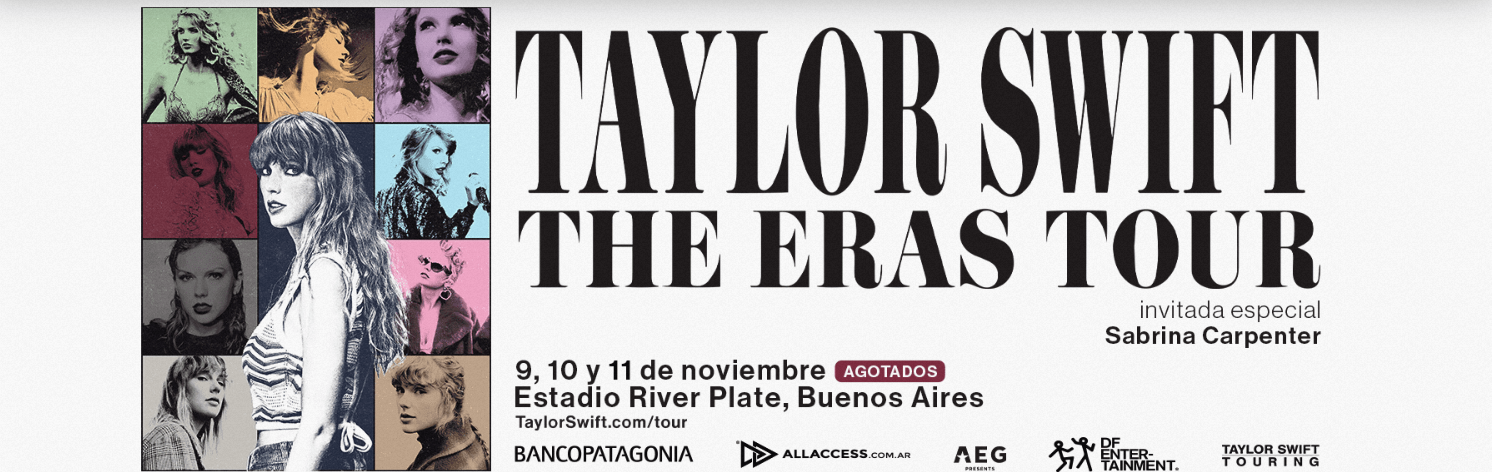 TAYLOR SWIFT
THE ERAS TOUR
invitada especial
Sabrina Carpenter
9, 10 y 11 de noviembre AGOTADOS
Estadio River Plate, Buenos Aires
TaylorSwift.com/tour
BANCOPATAGONIA
ALLACCESS.COM.AR
AEG
PRESENTS
DF
ENTER-
TAINMENT.
TAYLOR SWIFT
TOURING